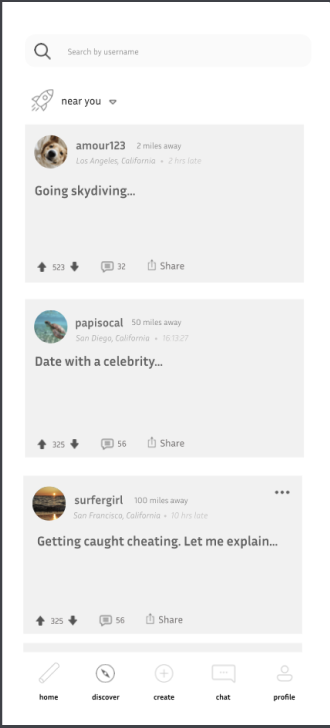 Search by username
near you
amour123 2 miles away
Los Angeles, California • 2 hrs late
Going skydiving...
523 32 Share
papisocal 50 miles away
San Diego, California • 16:13:27
Date with a celebrity...
325 56 Share
surfergirl 100 miles away
San Francisco, California • 10 hrs late
Getting caught cheating. Let me explain...
325 56 Share
home discover create chat profile